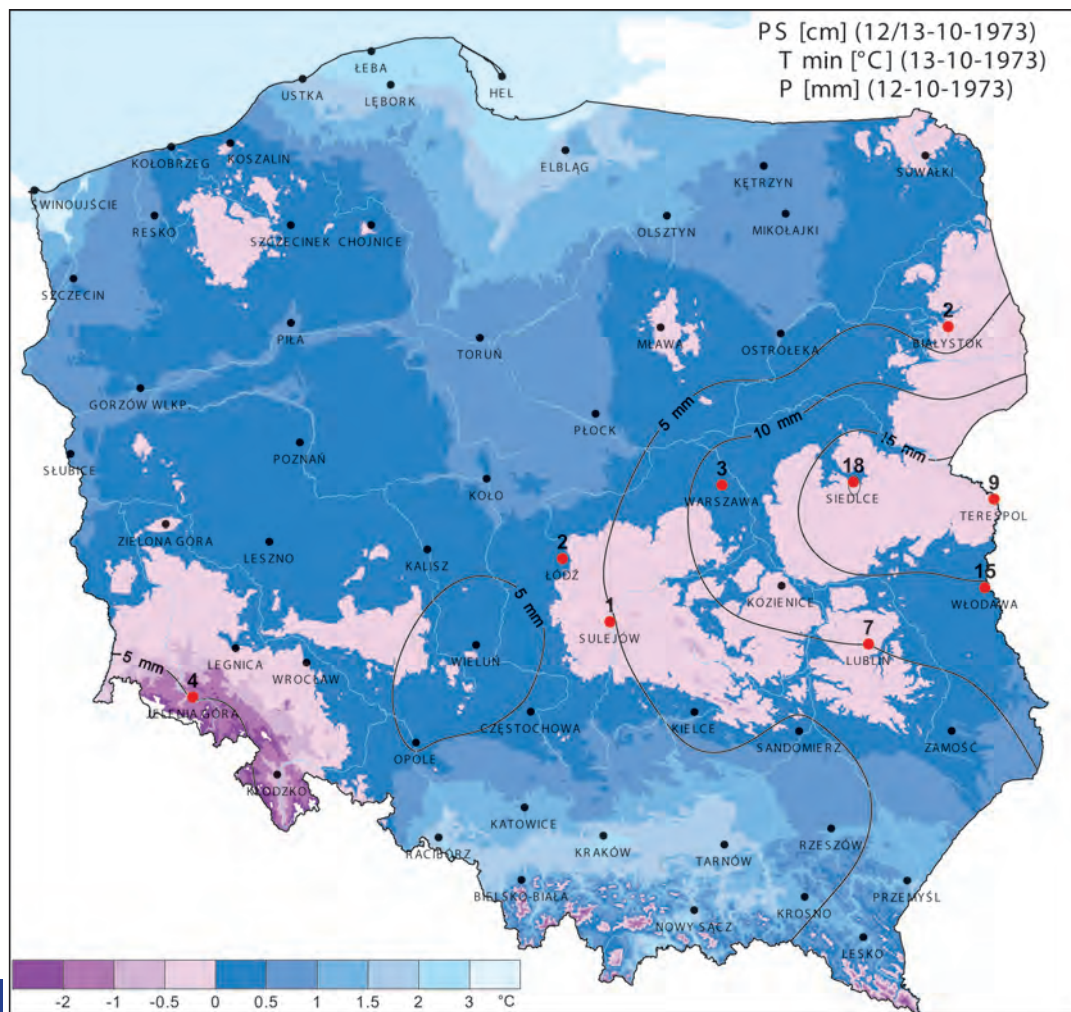 PS [cm] (12/13-10-1973)
T min [°C] (13-10-1973)
P [mm] (12-10-1973)
ŁEBA
USTKA
HEL
LĘBORK
KOŁOBRZEG
KOSZALIN
ELBLĄG
KĘTRZYN
SUWAŁKI
ŚWINOUJŚCIE
RESKO
SZCZECINEK
CHOJNICE
OLSZTYN
MIKOŁAJKI
SZCZECIN
PIŁA
TORUŃ
MŁAWA
OSTROŁĘKA
2
BIAŁYSTOK
5 mm
GORZÓW WLKP.
PŁOCK
10 mm
15 mm
SŁUBICE
POZNAŃ
KOŁO
3
WARSZAWA
18
SIEDLCE
9
TERESPOL
ZIELONA GÓRA
LESZNO
KALISZ
2
ŁÓDŹ
KOZIENICE
15
WŁODAWA
5 mm
1
SULEJÓW
7
LUBLIN
5 mm
LEGNICA
WROCŁAW
WIELUŃ
4
JELENIA GÓRA
CZĘSTOCHOWA
KIELCE
SANDOMIERZ
ZAMOŚĆ
OPOLE
KŁODZKO
KATOWICE
KRAKÓW
TARNÓW
RZESZÓW
RACIBÓRZ
BIELSKO-BIAŁA
NOWY SĄCZ
KROSNO
PRZEMYŚL
LESKO
-2 -1 -0.5 0 0.5 1 1.5 2 3 °C